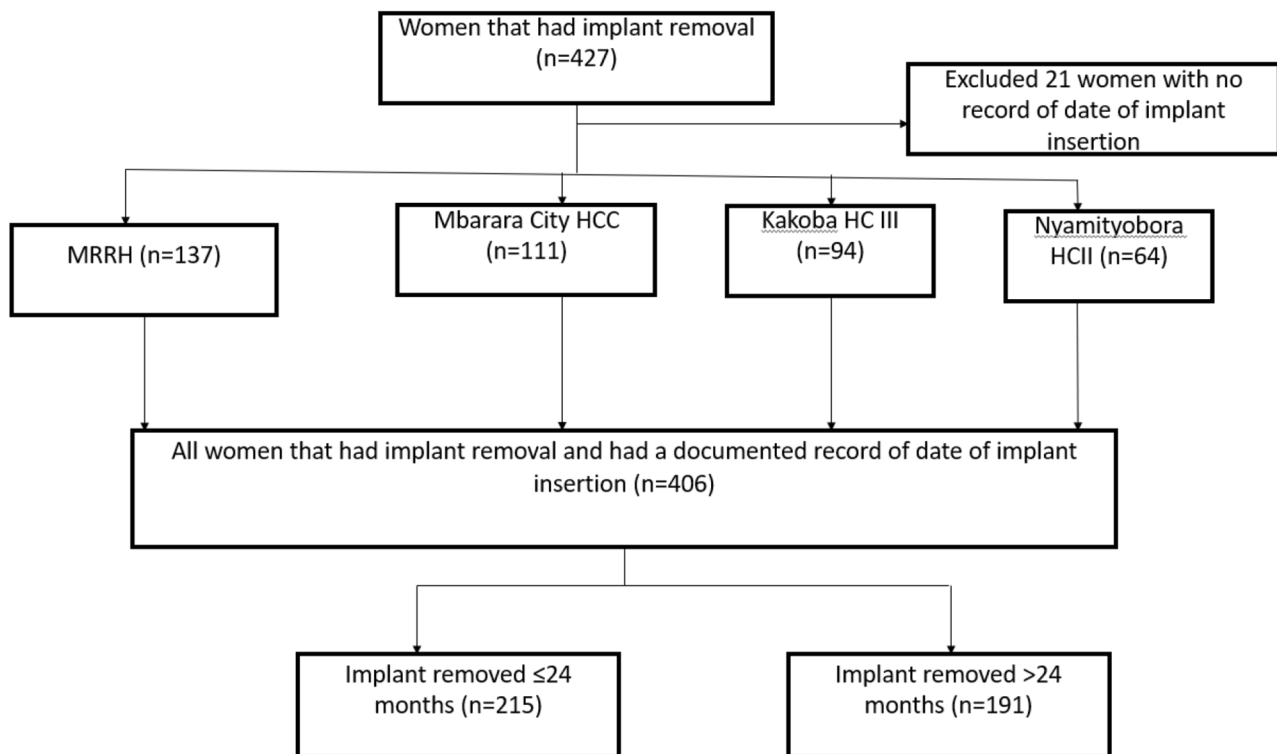 Women that had implant removal
(n=427)
Excluded 21 women with no
record of date of implant
insertion
MRRH (n=137)
Mbarara City HCC
(n=111)
Kakoba HC III
(n=94)
Nyamityobora
HCII (n=64)
All women that had implant removal and had a documented record of date of implant
insertion (n=406)
Implant removed ≤24
months (n=215)
Implant removed >24
months (n=191)